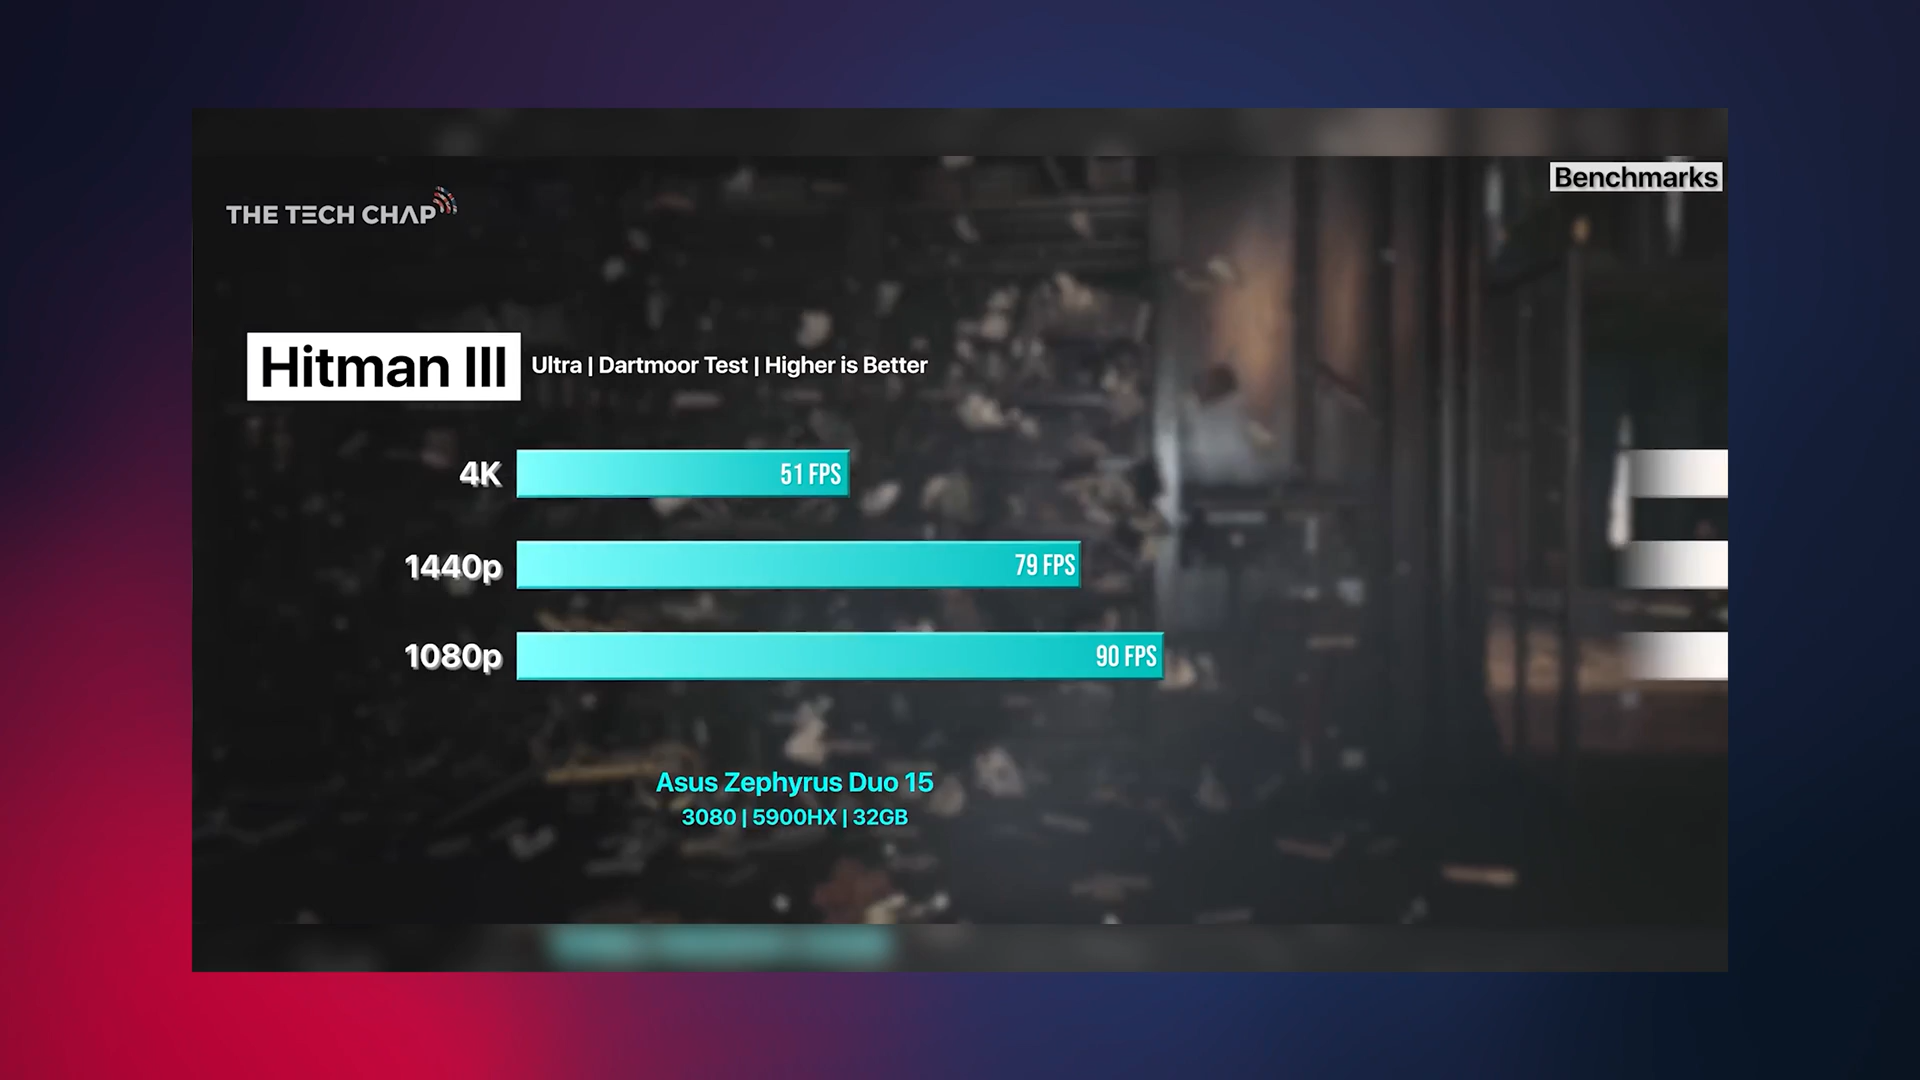 Benchmarks
THE TECH CHAP
Hitman III
Ultra | Dartmoor Test | Higher is Better
4K
51 FPS
1440p
79 FPS
1080p
90 FPS
Asus Zephyrus Duo 15
3080 | 5900HX | 32GB